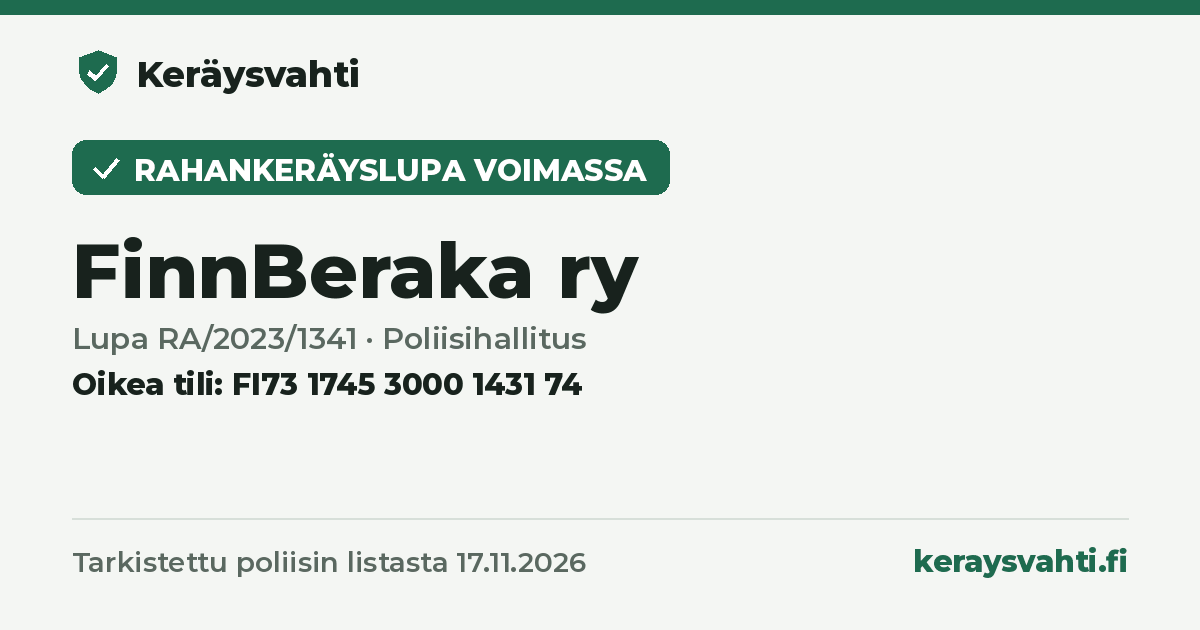 Keräysvahti
RAHANKERÄYSLUPA VOIMASSA
FinnBeraka ry
Lupa RA/2023/1341 · Poliisihallitus
Oikea tili: FI73 1745 3000 1431 74
Tarkistettu poliisin listasta 17.11.2026
keraysvahti.fi